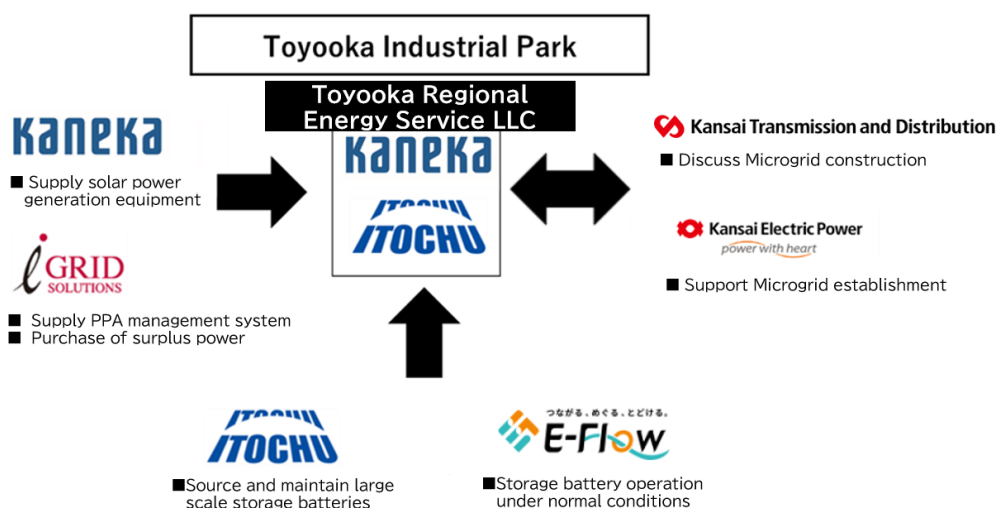 Toyooka Industrial Park
Toyooka Regional
Energy Service LLC
Kaneka
ITOCHU
Kaneka
■ Supply solar power
generation equipment
i GRID
SOLUTIONS
■ Supply PPA management system
■ Purchase of surplus power
Kansai Transmission and Distribution
■ Discuss Microgrid construction
Kansai Electric Power
power with heart
■ Support Microgrid establishment
ITOCHU
■Source and maintain large
scale storage batteries
つながる、めぐる、とどける。
E-Flow
■Storage battery operation
under normal conditions